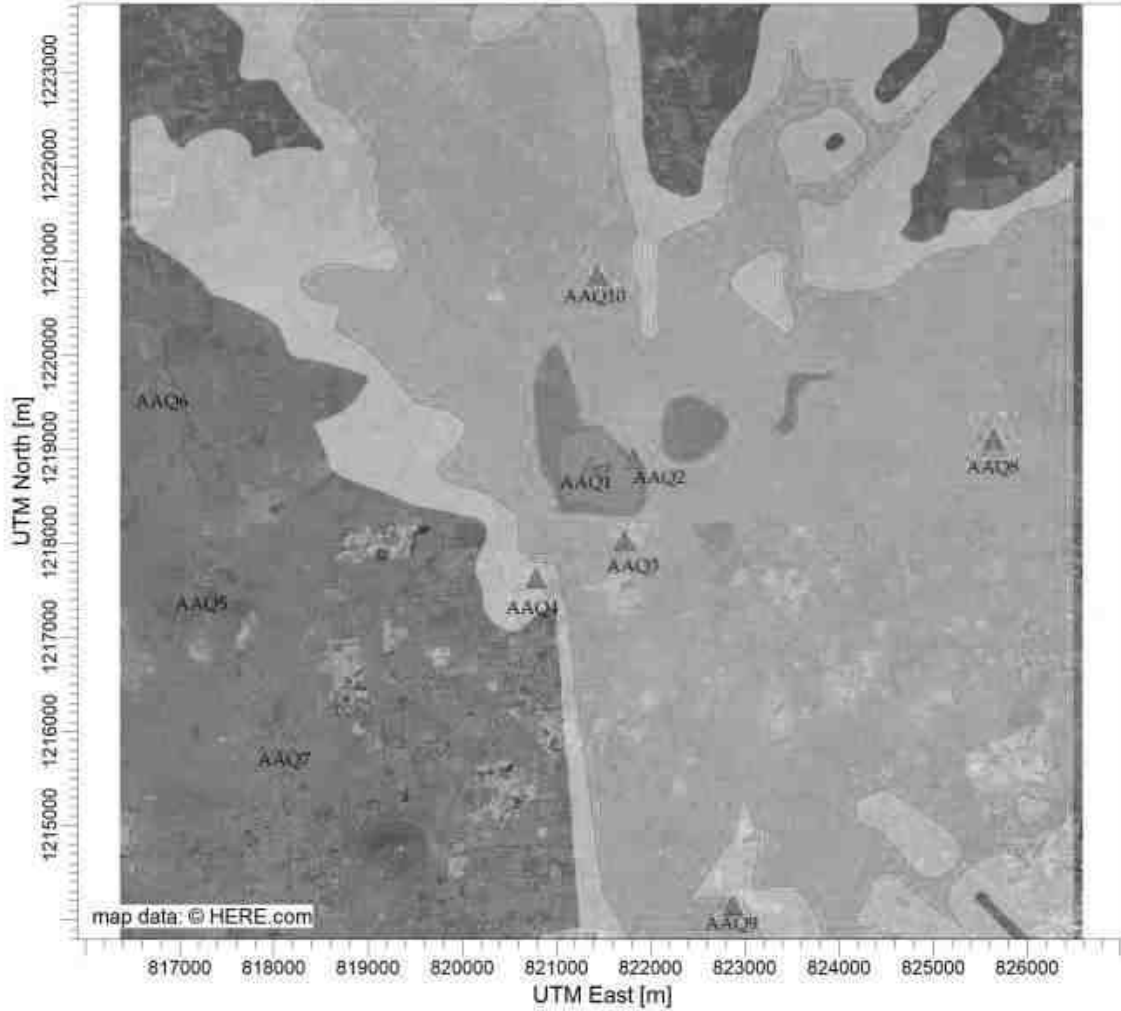 1223000
1222000
1221000
1220000
1219000
1218000
1217000
1216000
1215000
UTM North [m]
AAQ10
AAQ6
AAQ1
AAQ2
AAQ8
AAQ3
AAQ4
AAQ5
AAQ7
AAQ9
map data: © HERE.com
817000 818000 819000 820000 821000 822000 823000 824000 825000 826000
UTM East [m]